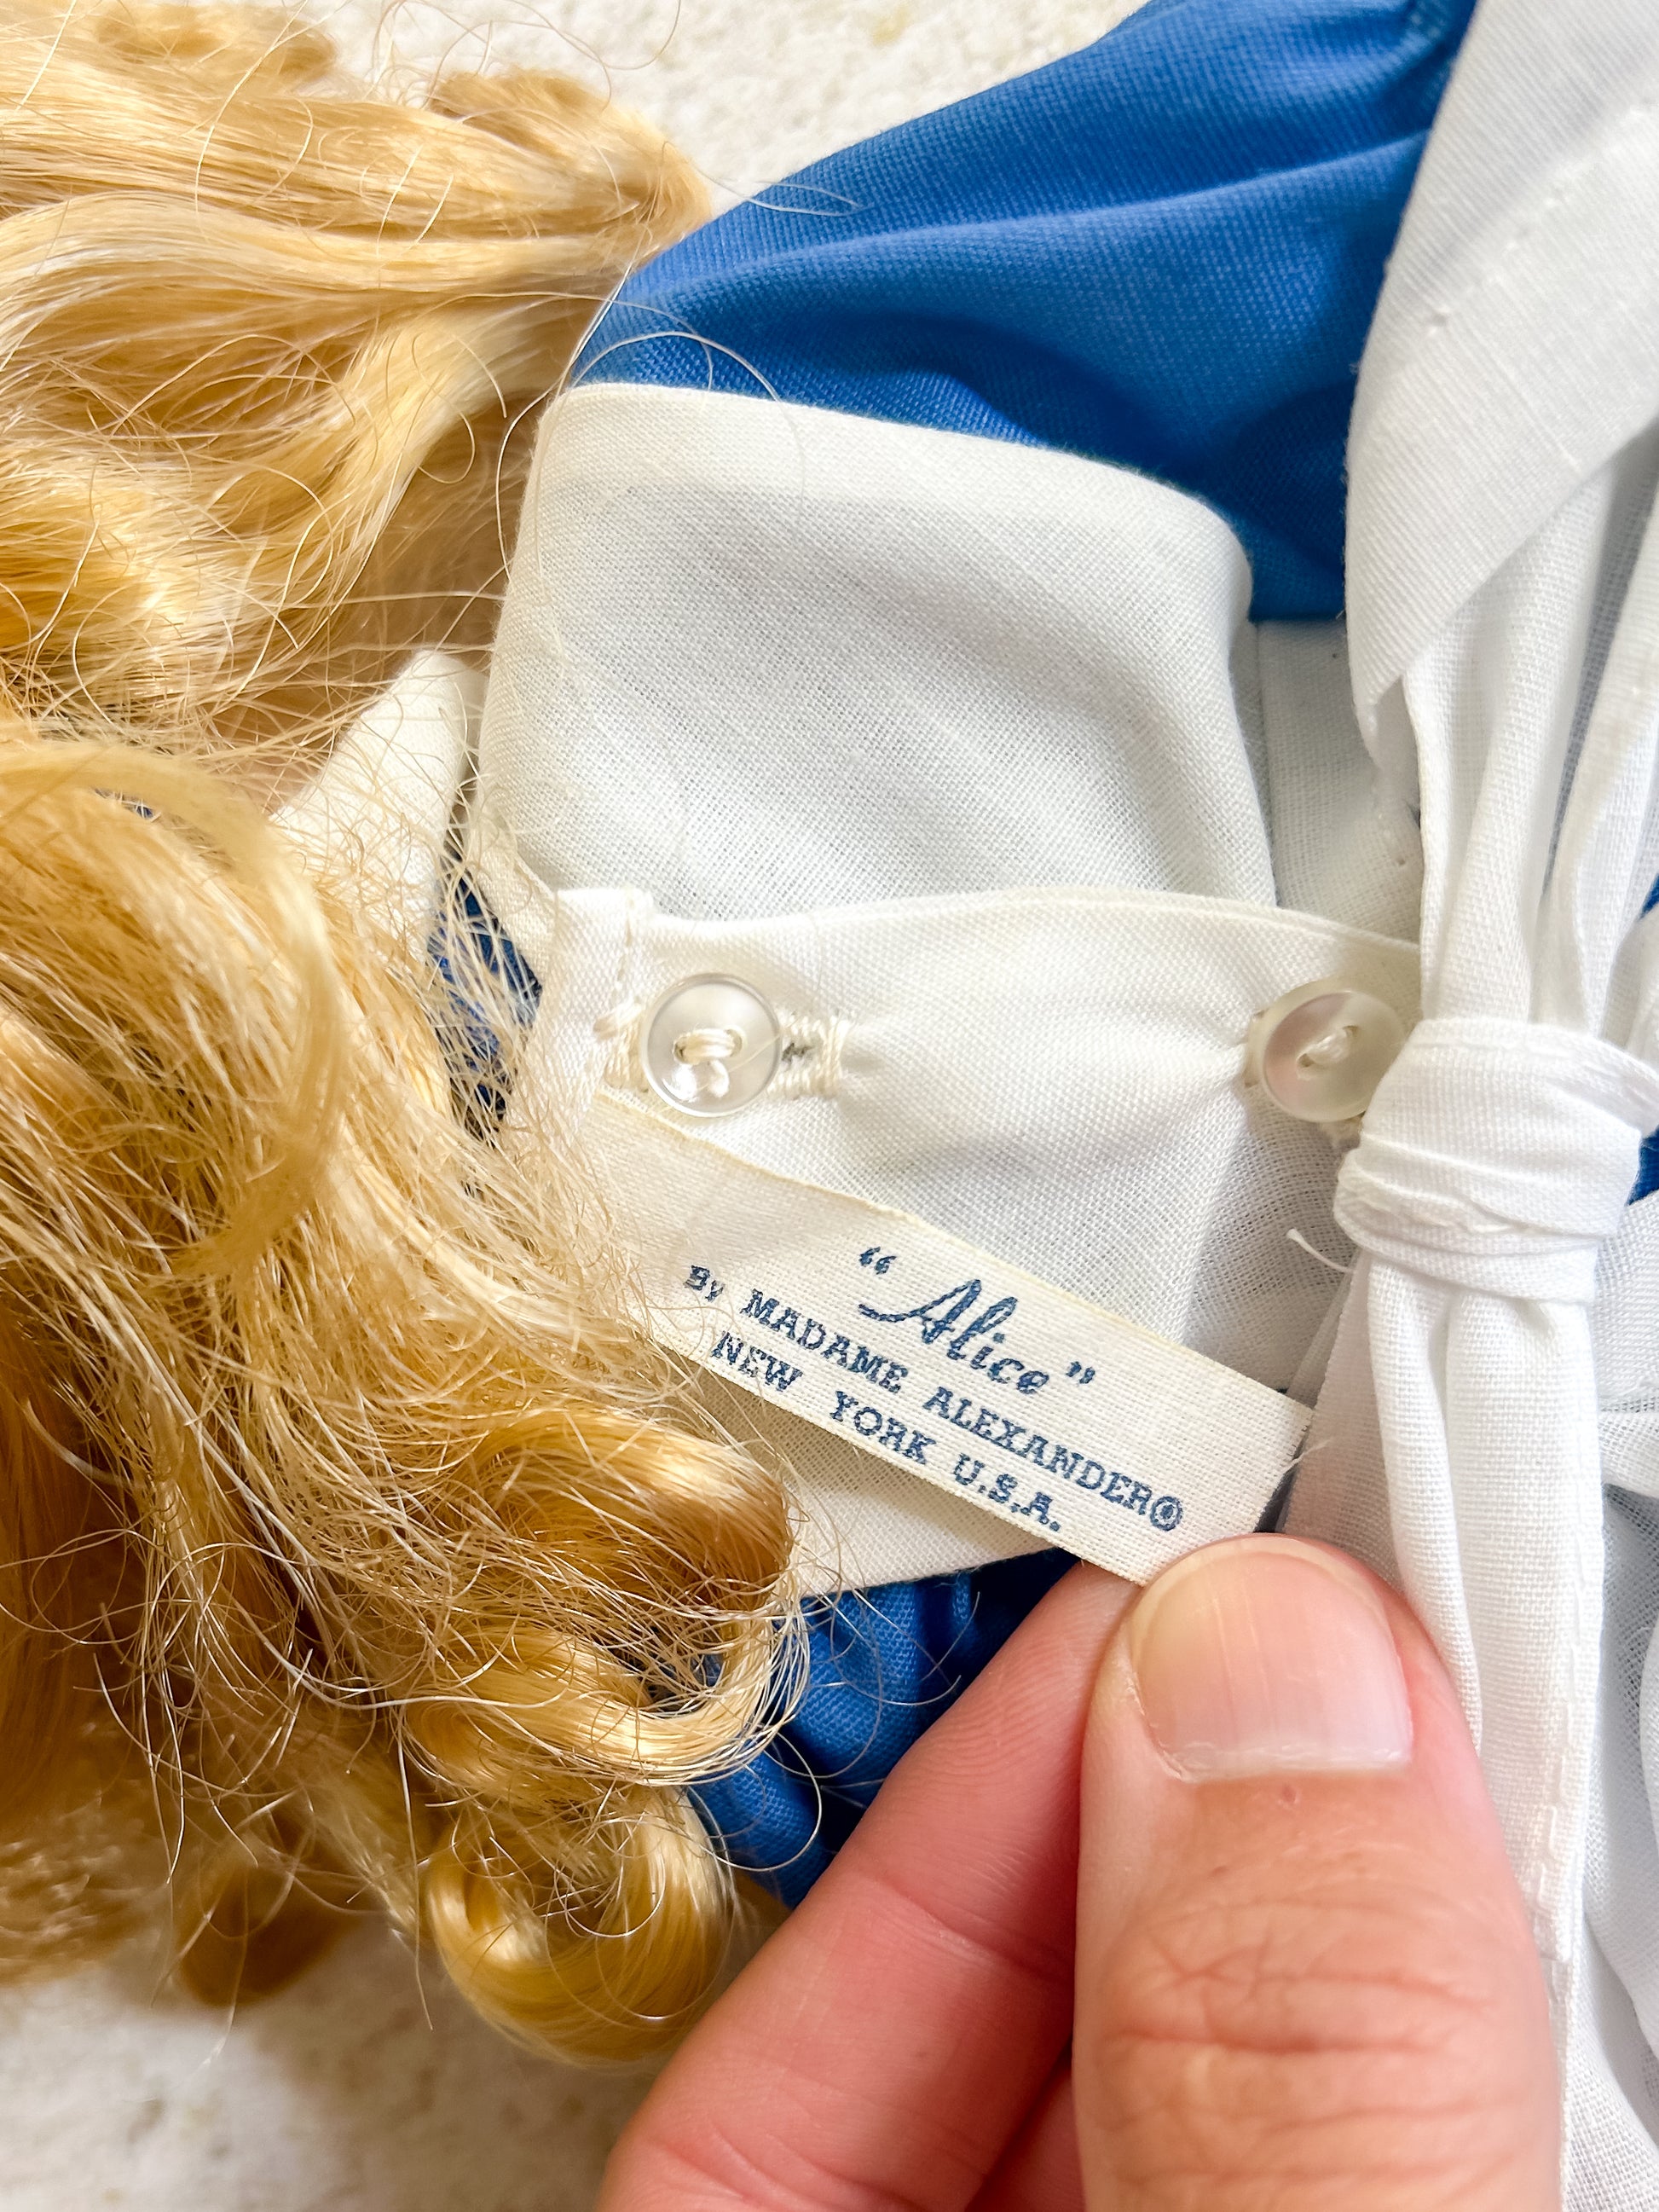 “Alice”
By MADAME ALEXANDER®
NEW YORK U.S.A.